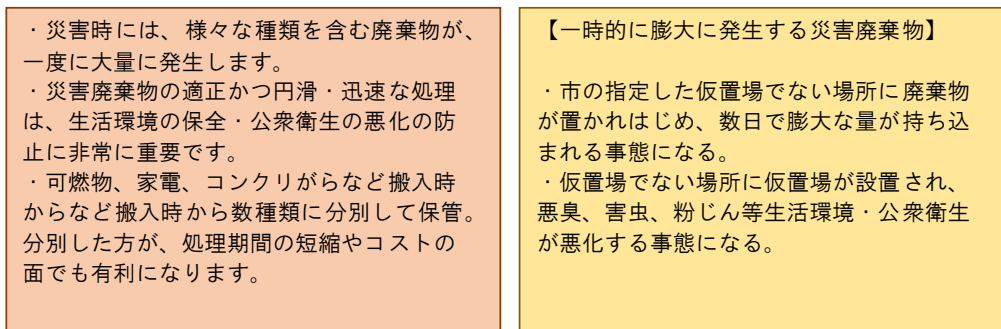 ・災害時には、様々な種類を含む廃棄物が、
一度に大量に発生します。
・災害廃棄物の適正かつ円滑・迅速な処理
は、生活環境の保全・公衆衛生の悪化の防
止に非常に重要です。
・可燃物、家電、コンクリがらなど搬入時
からなど搬入時から数種類に分別して保管。
分別した方が、処理期間の短縮やコストの
面でも有利になります。
【一時的に膨大に発生する災害廃棄物】
・市の指定した仮置場でない場所に廃棄物
が置かれはじめ、数日で膨大な量が持ち込
まれる事態になる。
・仮置場でない場所に仮置場が設置され、
悪臭、害虫、粉じん等生活環境・公衆衛生
が悪化する事態になる。